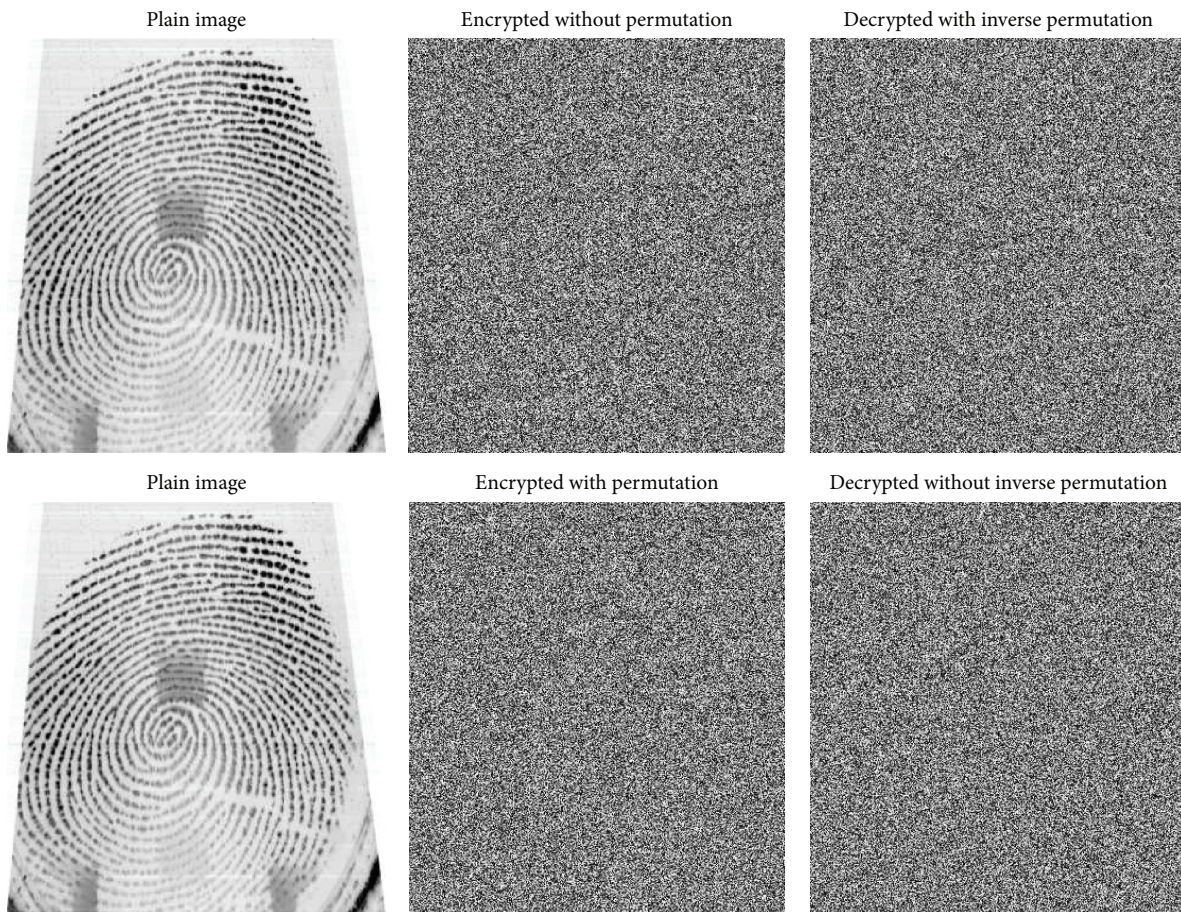 Plain image
Encrypted without permutation
Decrypted with inverse permutation
Plain image
Encrypted with permutation
Decrypted without inverse permutation